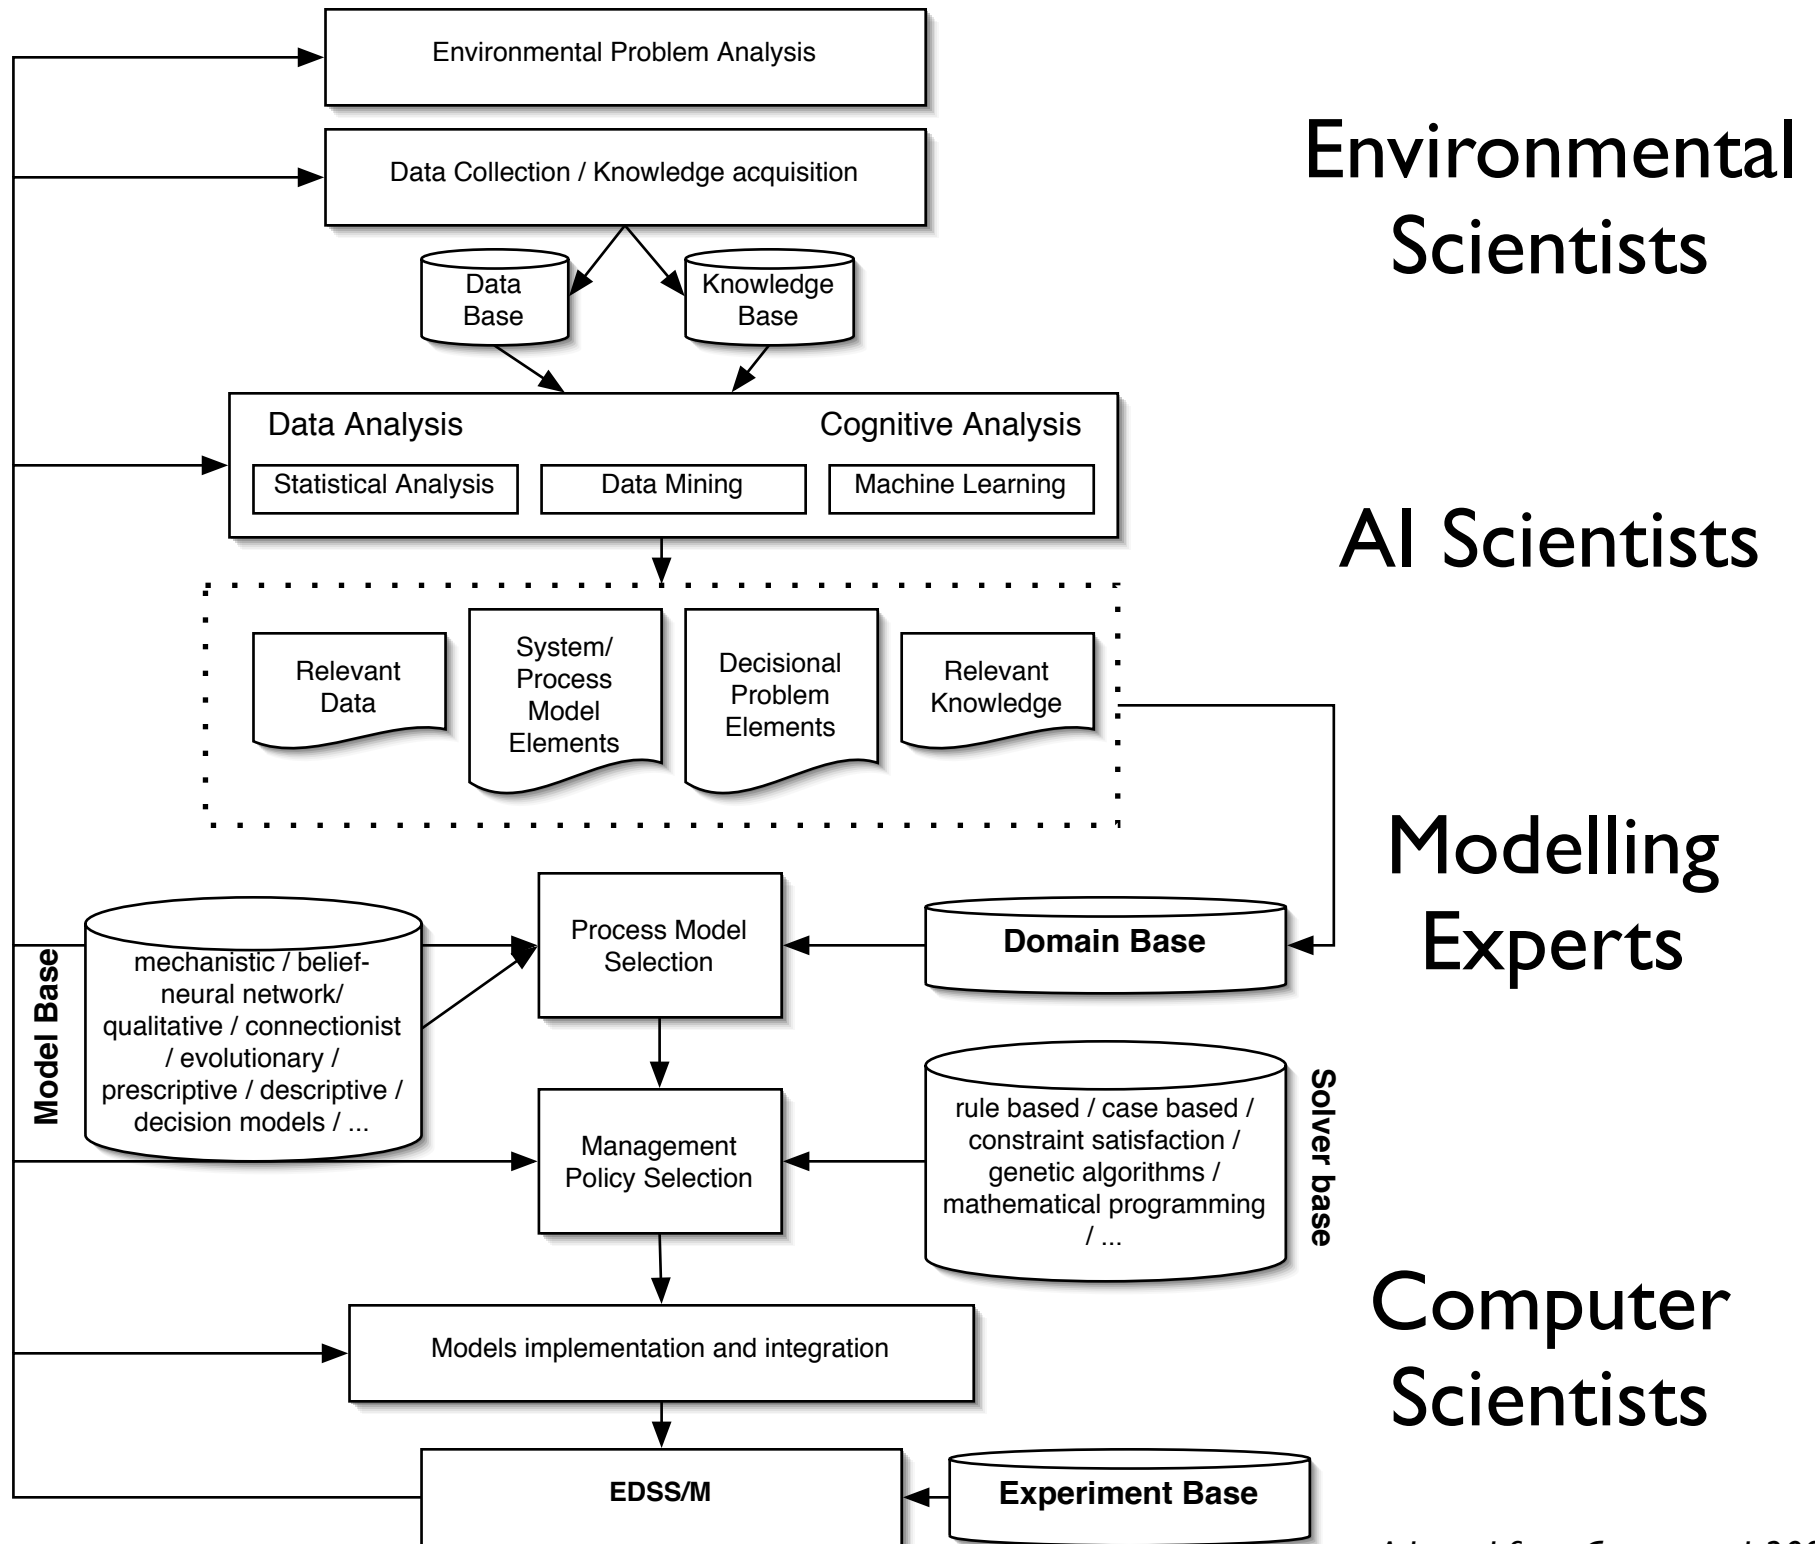 Environmental Problem Analysis
Data Collection / Knowledge acquisition
Environmental
Scientists
Data
Base
Knowledge
Base
Data Analysis
Cognitive Analysis
Statistical Analysis
Data Mining
Machine Learning
AI Scientists
Relevant
Data
System/
Process
Model
Elements
Decisional
Problem
Elements
Relevant
Knowledge
Modelling
Experts
Model Base
mechanistic / belief-
neural network/
qualitative / connectionist
/ evolutionary /
prescriptive / descriptive /
decision models / ...
Process Model
Selection
Domain Base
Management
Policy Selection
rule based / case based /
constraint satisfaction /
genetic algorithms /
mathematical programming
/ ...
Solver base
Computer
Scientists
Models implementation and integration
EDSS/M
Experiment Base